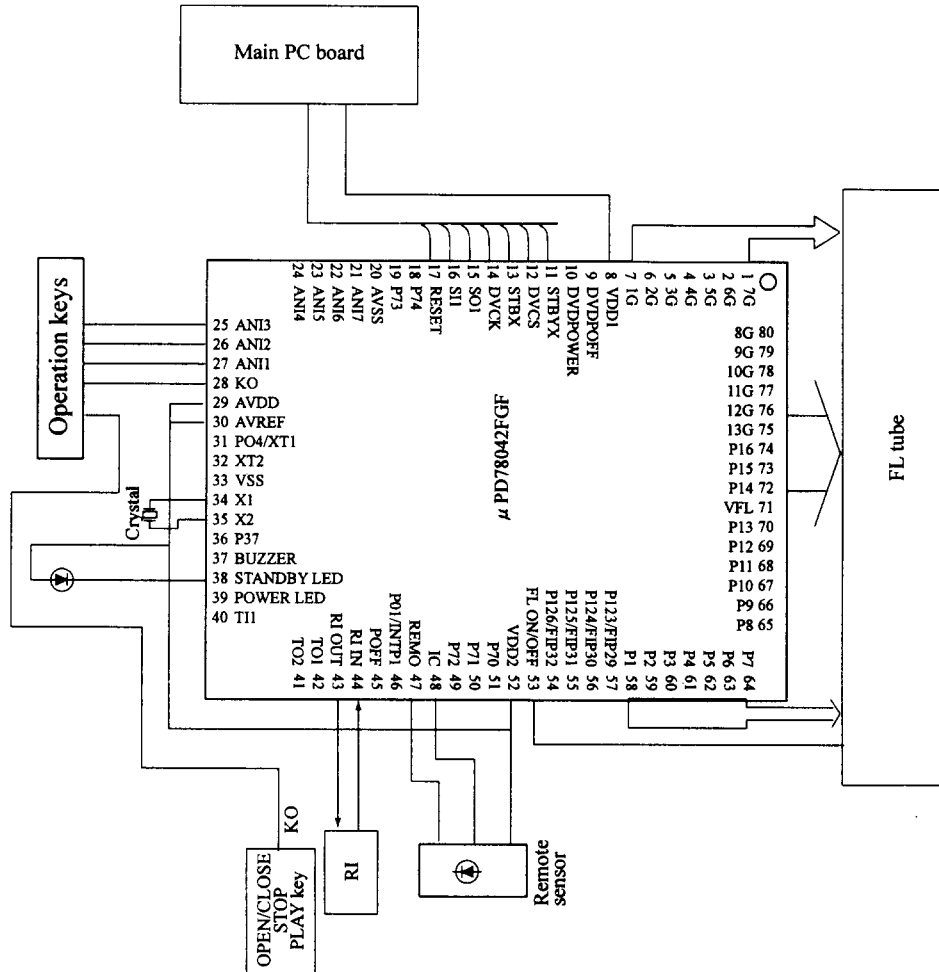 Main PC board
Operation keys
Crystal
24 ANI4
23 ANI5
22 ANI6
21 ANI7
20 AVSS
19 P73
18 P74
17 RESET
16 SI1
15 SO1
14 DVCK
13 STBX
12 DVCS
11 STBYX
10 DVDPOWER
9 DVDPOFF
8 VDD1
7 1G
6 2G
5 3G
4 4G
3 5G
2 6G
1 7G
25 ANI3
26 ANI2
27 ANI1
28 KO
29 AVDD
30 AVREF
31 PO4/XT1
32 XT2
33 VSS
34 X1
35 X2
36 P37
37 BUZZER
38 STANDBY LED
39 POWER LED
40 TI1
μPD78042FGF
8G 80
9G 79
10G 78
11G 77
12G 76
13G 75
P16 74
P15 73
P14 72
VFL 71
P13 70
P12 69
P11 68
P10 67
P9 66
P8 65
TO2 41
TO1 42
RI OUT 43
RI IN 44
POFF 45
P01/INTP1 46
REMO 47
IC 48
P72 49
P71 50
P70 51
VDD2 52
FL ON/OFF 53
P126/FIP32 54
P125/FIP31 55
P124/FIP30 56
P123/FIP29 57
P1 58
P2 59
P3 60
P4 61
P5 62
P6 63
P7 64
FL tube
KO
OPEN/CLOSE
STOP
PLAY key
RI
Remote
sensor